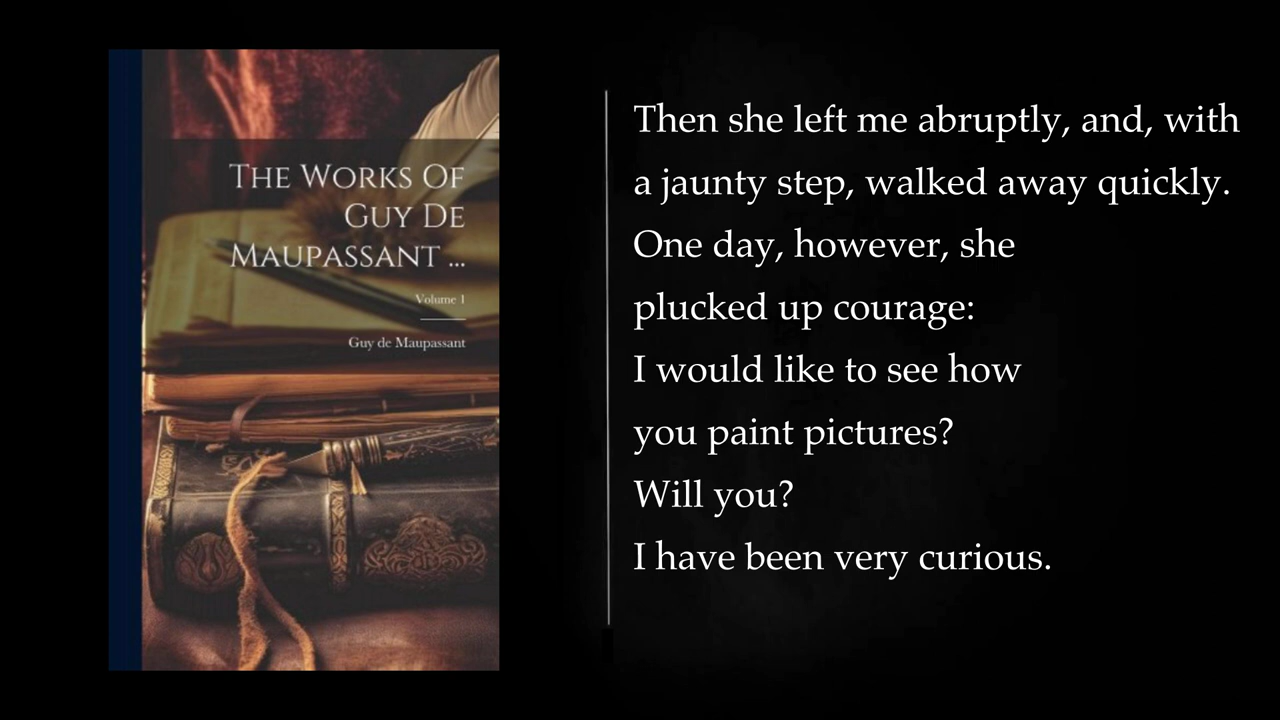 THE WORKS OF
GUY DE
MAUPASSANT ...
Volume 1
Guy de Maupassant
Then she left me abruptly, and, with
a jaunty step, walked away quickly.
One day, however, she
plucked up courage:
I would like to see how
you paint pictures?
Will you?
I have been very curious.